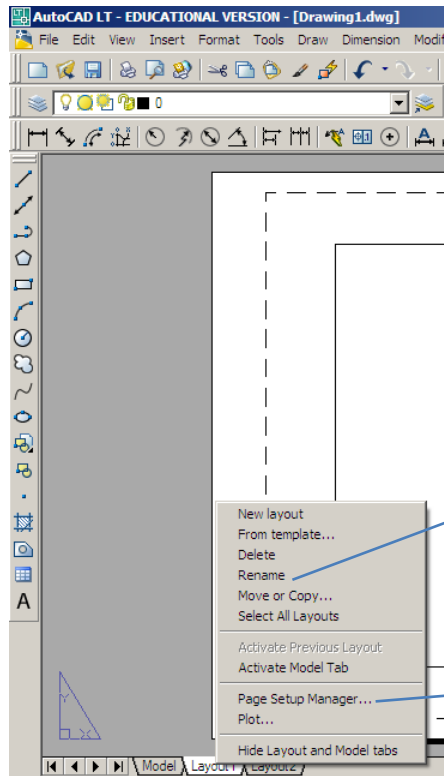 AutoCAD LT - EDUCATIONAL VERSION - [Drawing1.dwg]
File Edit View Insert Format Tools Draw Dimension Modif
0
A
A
New layout
From template...
Delete
Rename
Move or Copy...
Select All Layouts
Activate Previous Layout
Activate Model Tab
Page Setup Manager...
Plot...
Hide Layout and Model tabs
Y
X
Model Layout1 Layout2